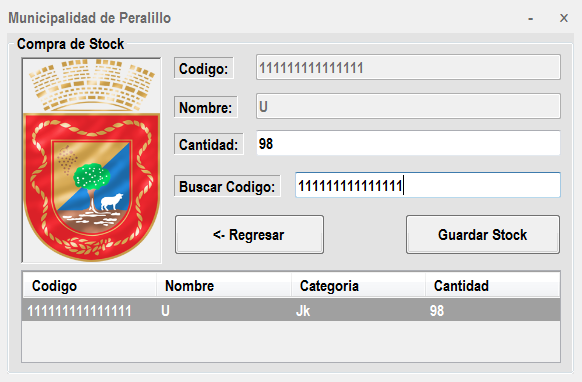 Municipalidad de Peralillo - x
Compra de Stock
Codigo: 111111111111111
Nombre: U
Cantidad: 98
Buscar Codigo: 111111111111111
<- Regresar Guardar Stock
Codigo Nombre Categoria Cantidad
111111111111111 U Jk 98